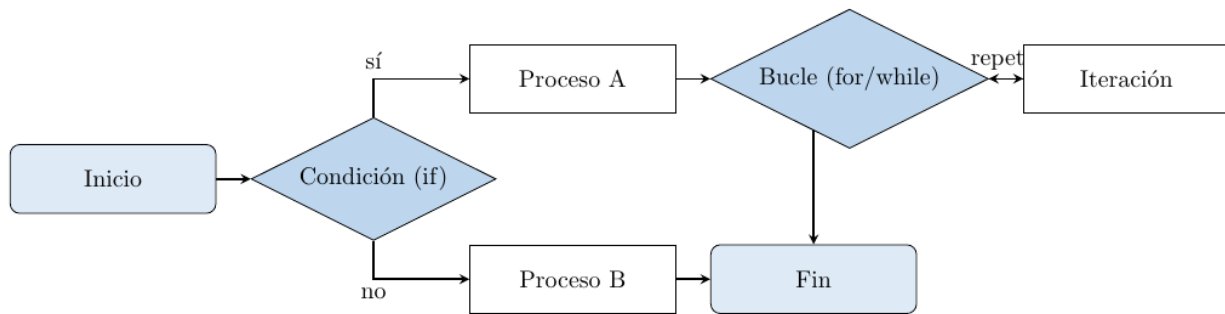 sí
Proceso A
Bucle (for/while)
repet
Iteración
Inicio
Condición (if)
no
Proceso B
Fin